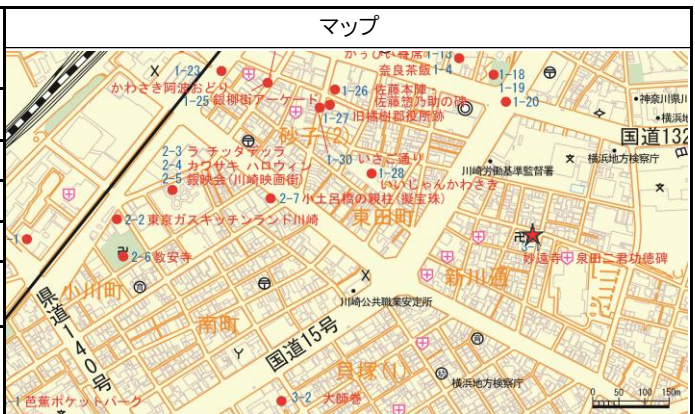 マップ
1-13
奈良茶飯 1-4
1-23
かわさき阿波おどり
1-18
1-19
1-20
1-26 佐藤本陣
佐藤惣乃助の碑
1-25 銀柳街アーケード
1-27 旧橘樹郡役所跡
砂子(2)
国道132
横浜地方検察庁
川崎労働基準監督署
2-3 ラ チッタデッラ
2-4 カワサキ ハロウィン
2-5 銀映会(川崎映画街)
1-30 いさご通り
1-28
いいじゃんかわさき
2-7 小土呂橋の親柱(擬宝珠)
東田町
2-2 東京ガスキッチンランド川崎
2-6 教安寺
妙遠寺 泉田二君功徳碑
新川通
小川町
県道140号
南町
国道15号
川崎公共職業安定所
貝塚(1)
横浜地方検察庁
1 芭蕉ポケットパーク
3-2 大師巻
0 50 100 150m